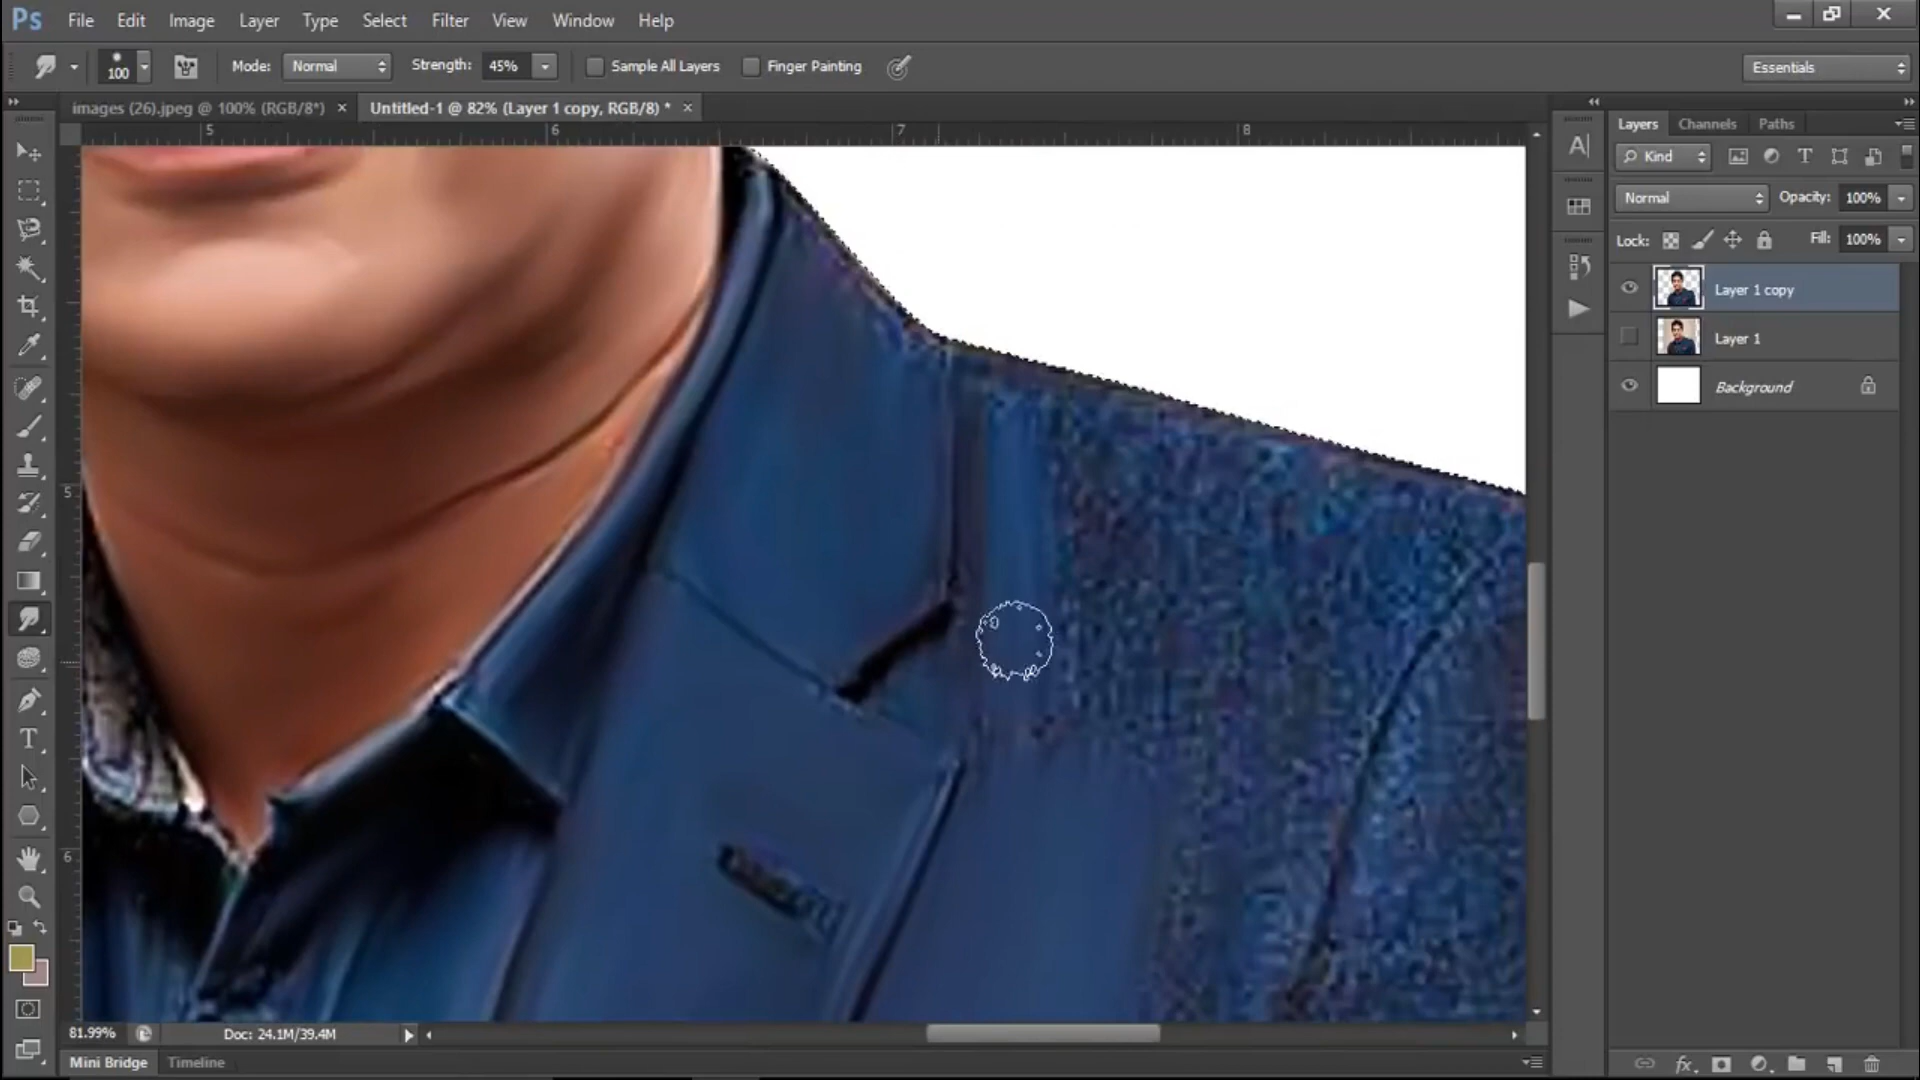 Ps File Edit Image Layer Type Select Filter View Window Help
100 Mode: Normal Strength: 45% Sample All Layers Finger Painting Essentials
images (26).jpeg @ 100% (RGB/8*) × Untitled-1 @ 82% (Layer 1 copy, RGB/8) * ×
5 6 7 8
5
6
A
T
Layers Channels Paths
Kind T
Normal Opacity: 100%
Lock: Fill: 100%
Layer 1 copy
Layer 1
Background
81.99% Doc: 24.1M/39.4M
Mini Bridge Timeline
fx